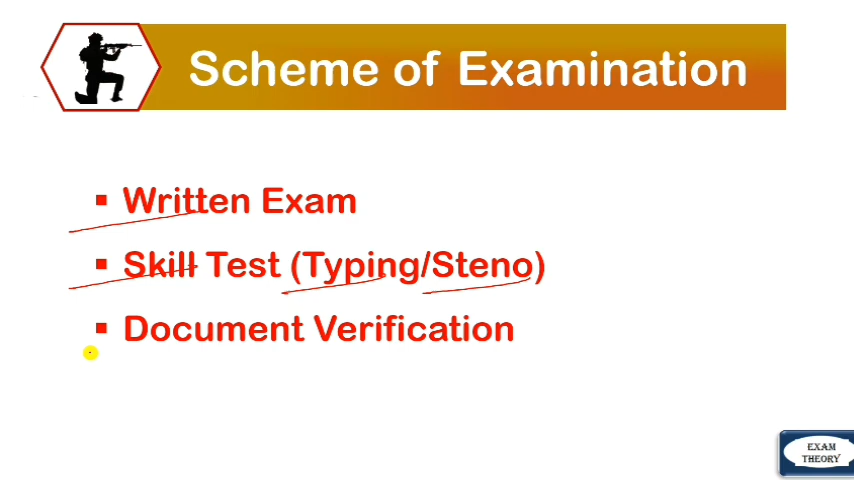 Scheme of Examination
Written Exam
Skill Test (Typing/Steno)
Document Verification
EXAM
THEORY